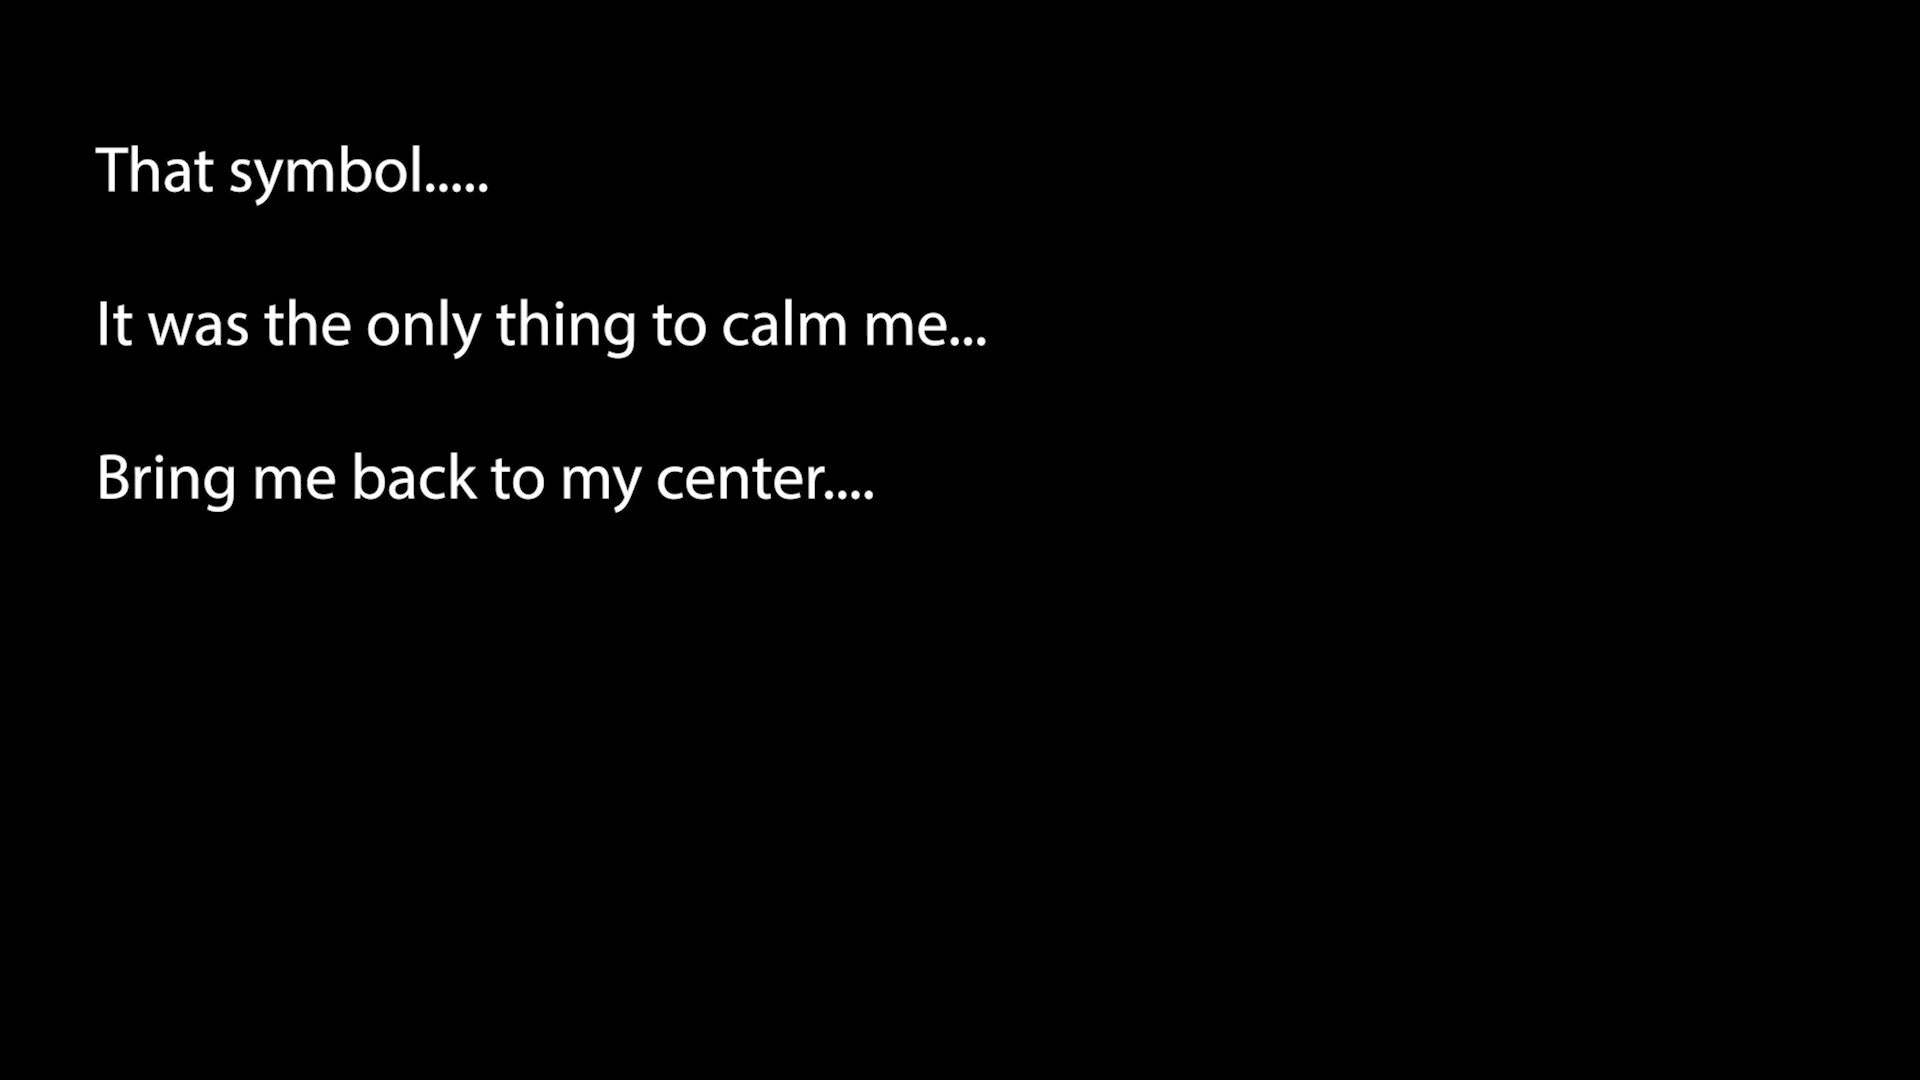 That symbol.....
It was the only thing to calm me...
Bring me back to my center....